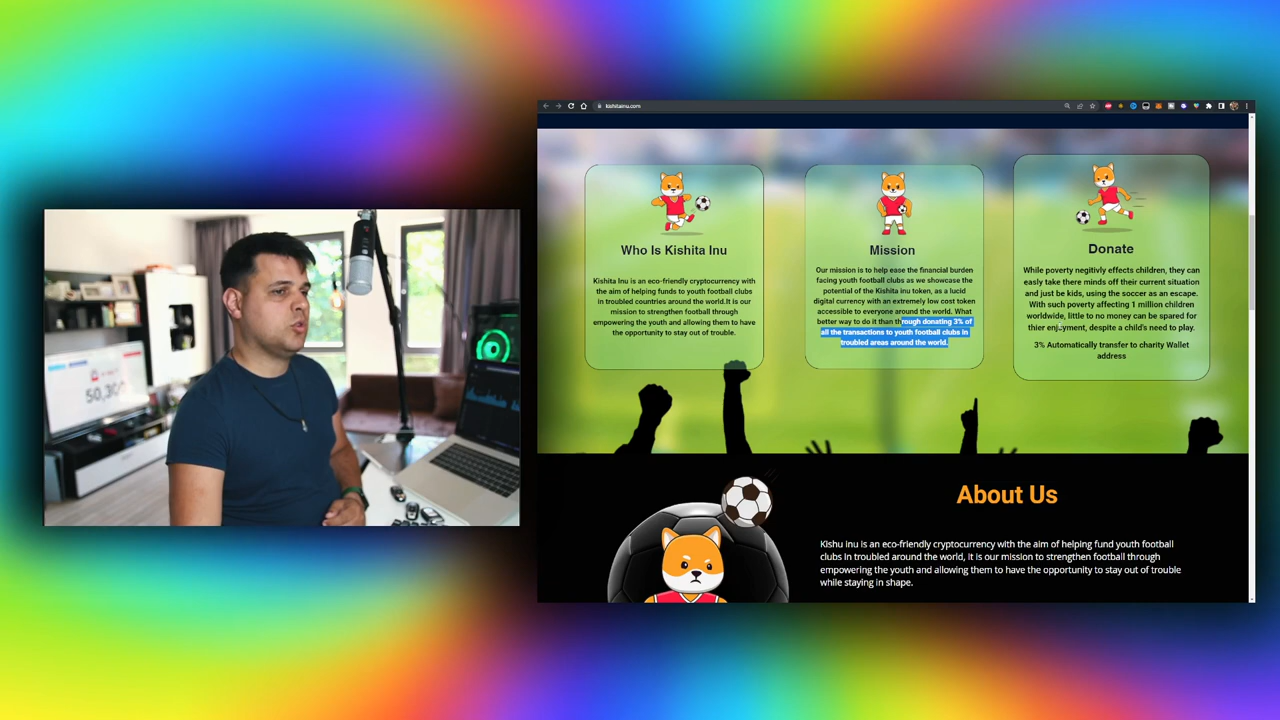 kishitainu.com
Who Is Kishita Inu
Kishita Inu is an eco-friendly cryptocurrency with
the aim of helping funds to youth football clubs
in troubled countries around the world.It is our
mission to strengthen football through
empowering the youth and allowing them to have
the opportunity to stay out of trouble.
Mission
Our mission is to help ease the financial burden
facing youth football clubs as we showcase the
potential of the Kishita inu token, as a lucid
digital currency with an extremely low cost token
accessible to everyone around the world. What
better way to do it than through donating 3% of
all the transactions to youth football clubs in
troubled areas around the world.
Donate
While poverty negitivly effects children, they can
easily take there minds off their current situation
and just be kids, using the soccer as an escape.
With such poverty affecting 1 million children
worldwide, little to no money can be spared for
thier enjoyment, despite a child's need to play.
3% Automatically transfer to charity Wallet
address
50,30
About Us
Kishu inu is an eco-friendly cryptocurrency with the aim of helping fund youth football
clubs in troubled around the world, it is our mission to strengthen football through
empowering the youth and allowing them to have the opportunity to stay out of trouble
while staying in shape.